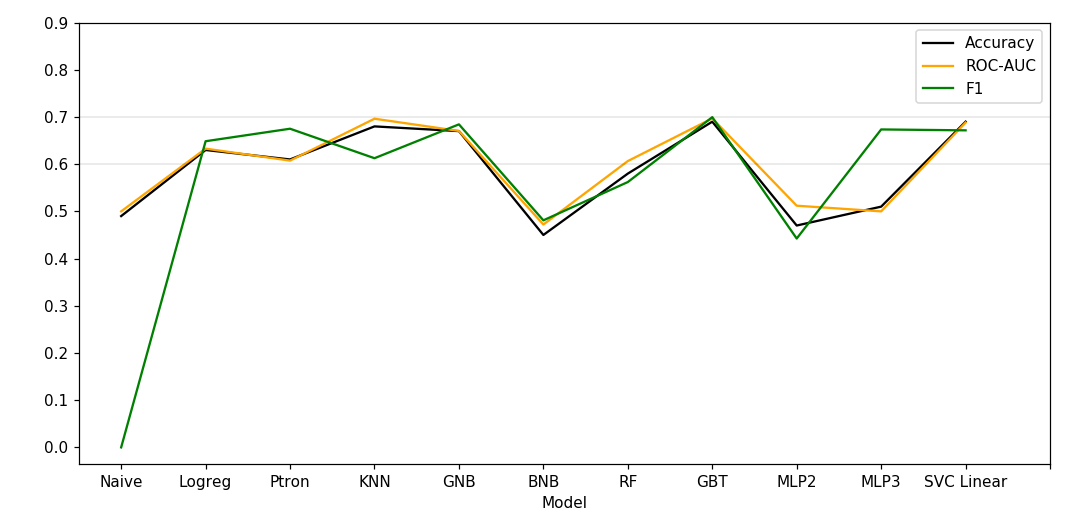 0.9
0.8
0.7
0.6
0.5
0.4
0.3
0.2
0.1
0.0
Accuracy
ROC-AUC
F1
Naive Logreg Ptron KNN GNB BNB RF GBT MLP2 MLP3 SVC Linear
Model